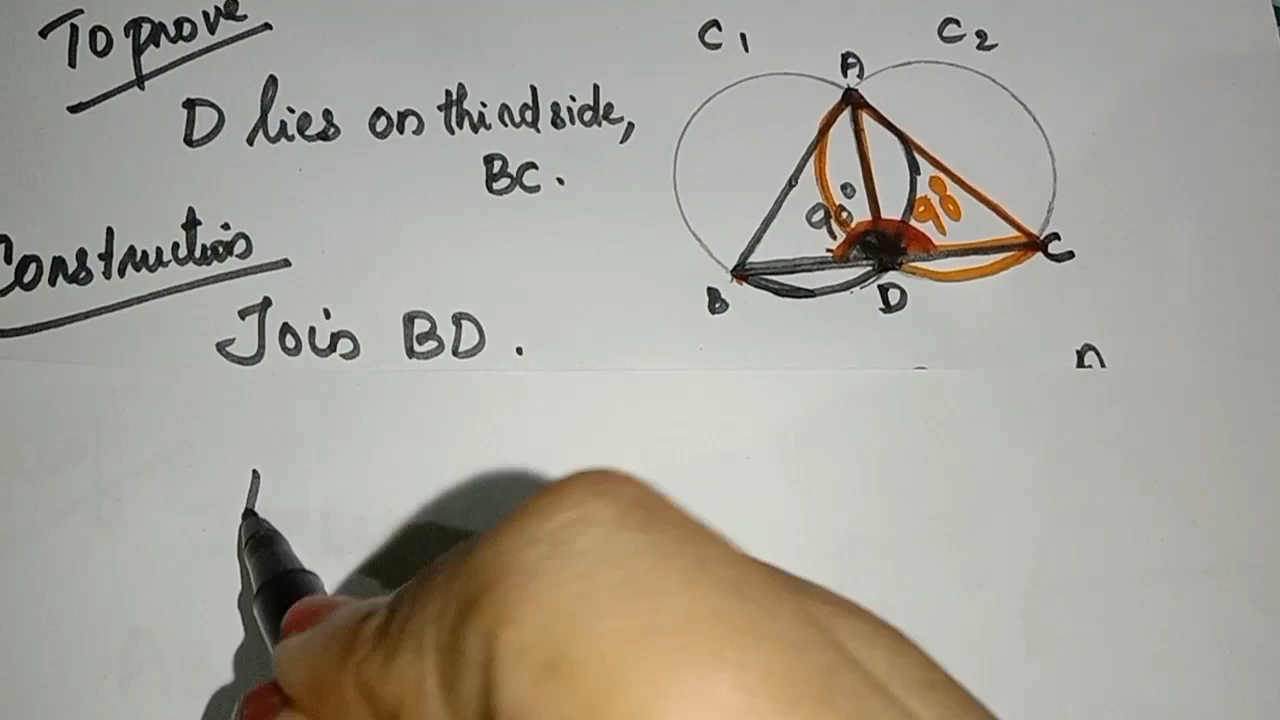 To prove
D lies on third side,
BC.
Construction
Join BD.
C1
C2
A
90°
90
B
D
C